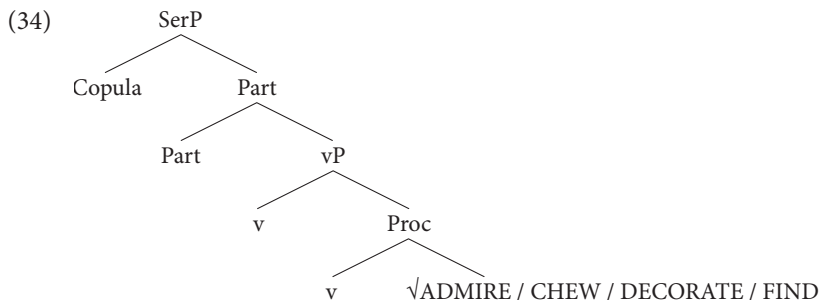 (34) SerP
Copula Part
Part vP
v Proc
v √ADMIRE / CHEW / DECORATE / FIND